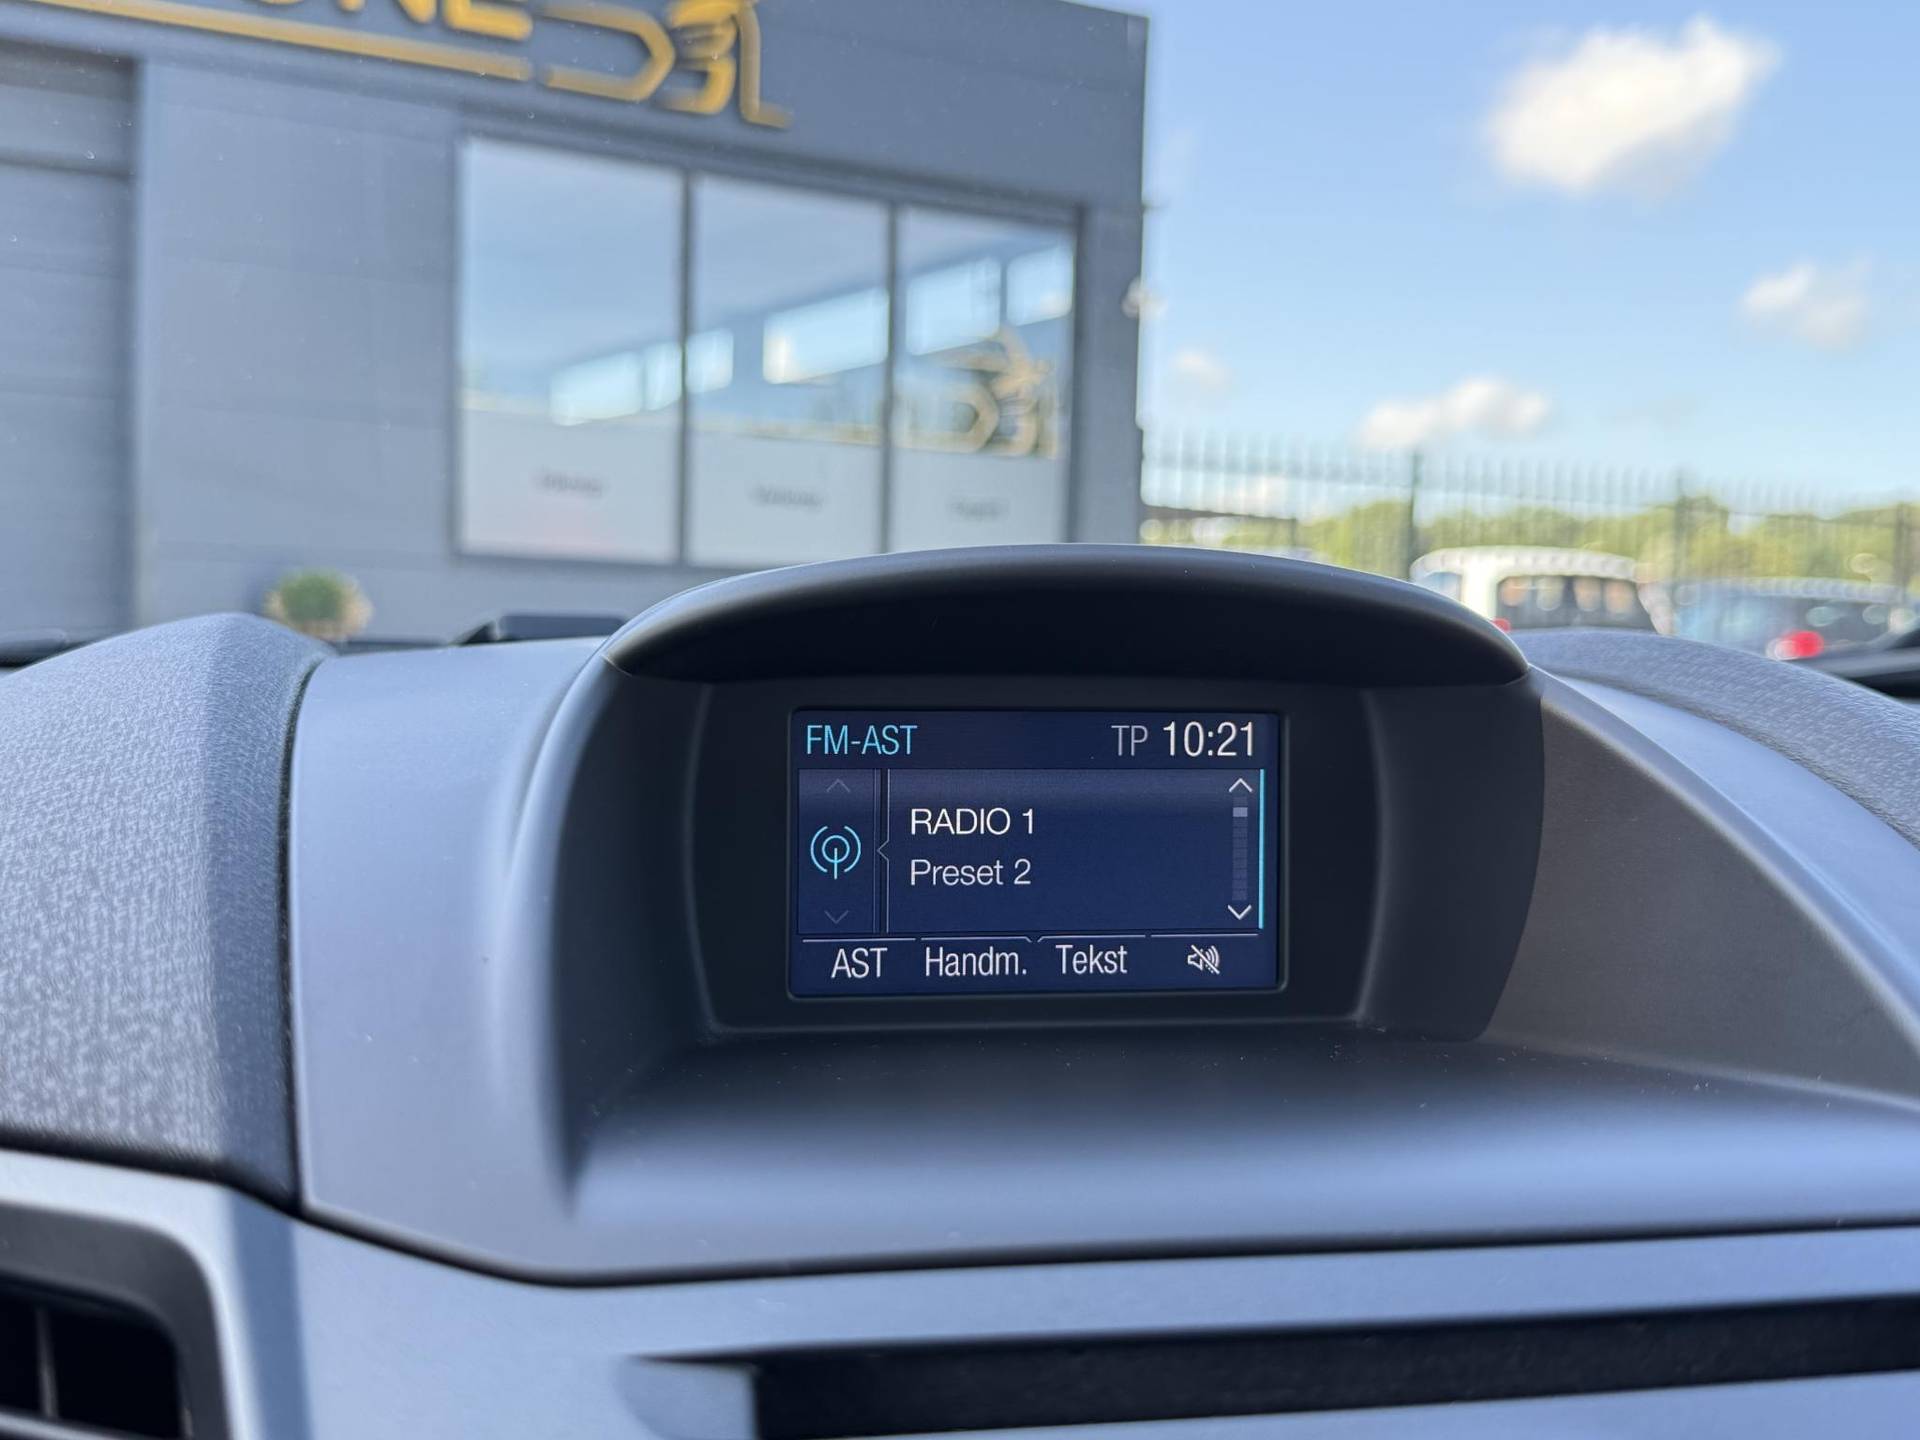 FM-AST TP 10:21
RADIO 1
Preset 2
AST Handm. Tekst